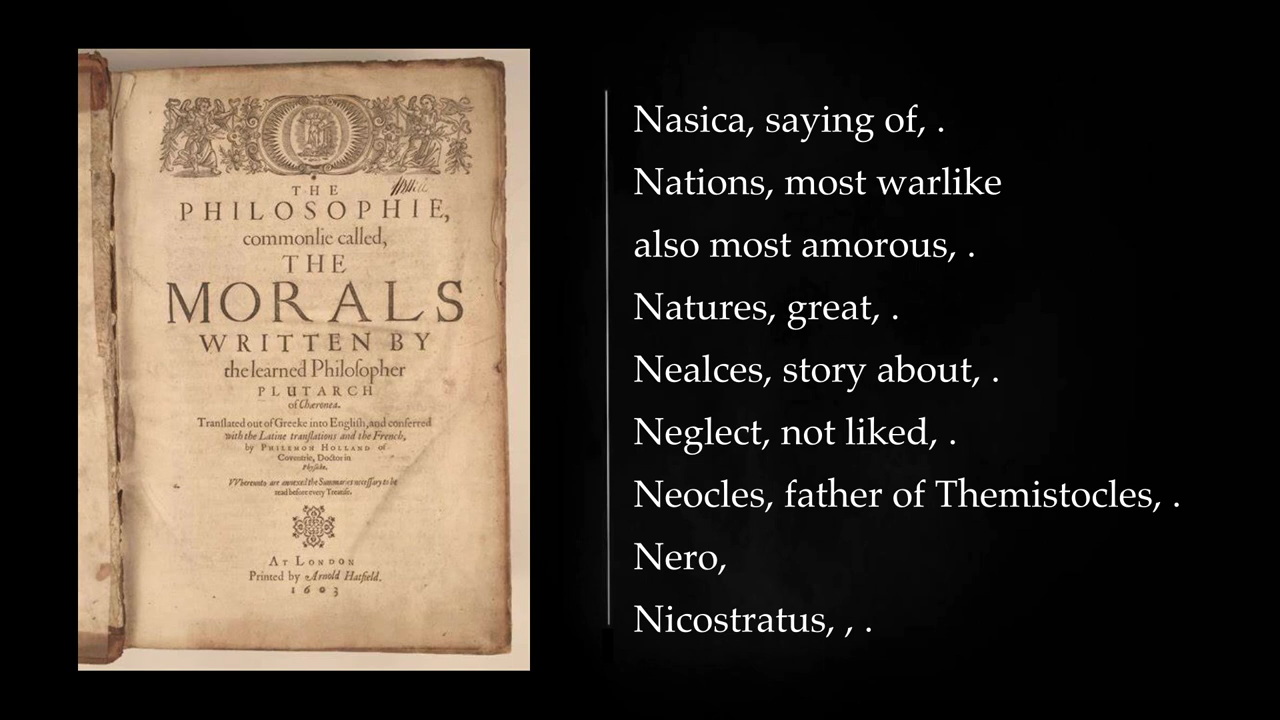 THE
PHILOSOPHIE,
commonlie called,
THE
MORALS
WRITTEN BY
the learned Philosopher
PLUTARCH
of Chæronea.
Translated out of Greeke into English, and conferred
with the Latine translations and the French,
by PHILEMON HOLLAND of
Coventrie, Doctor in
Physicke.
VVhereunto are annexed the Summaries necessary to be
read before every Treatise.
AT LONDON
Printed by Arnold Hatfield.
1603
Nasica, saying of, .
Nations, most warlike
also most amorous, .
Natures, great, .
Nealces, story about, .
Neglect, not liked, .
Neocles, father of Themistocles, .
Nero,
Nicostratus, , .